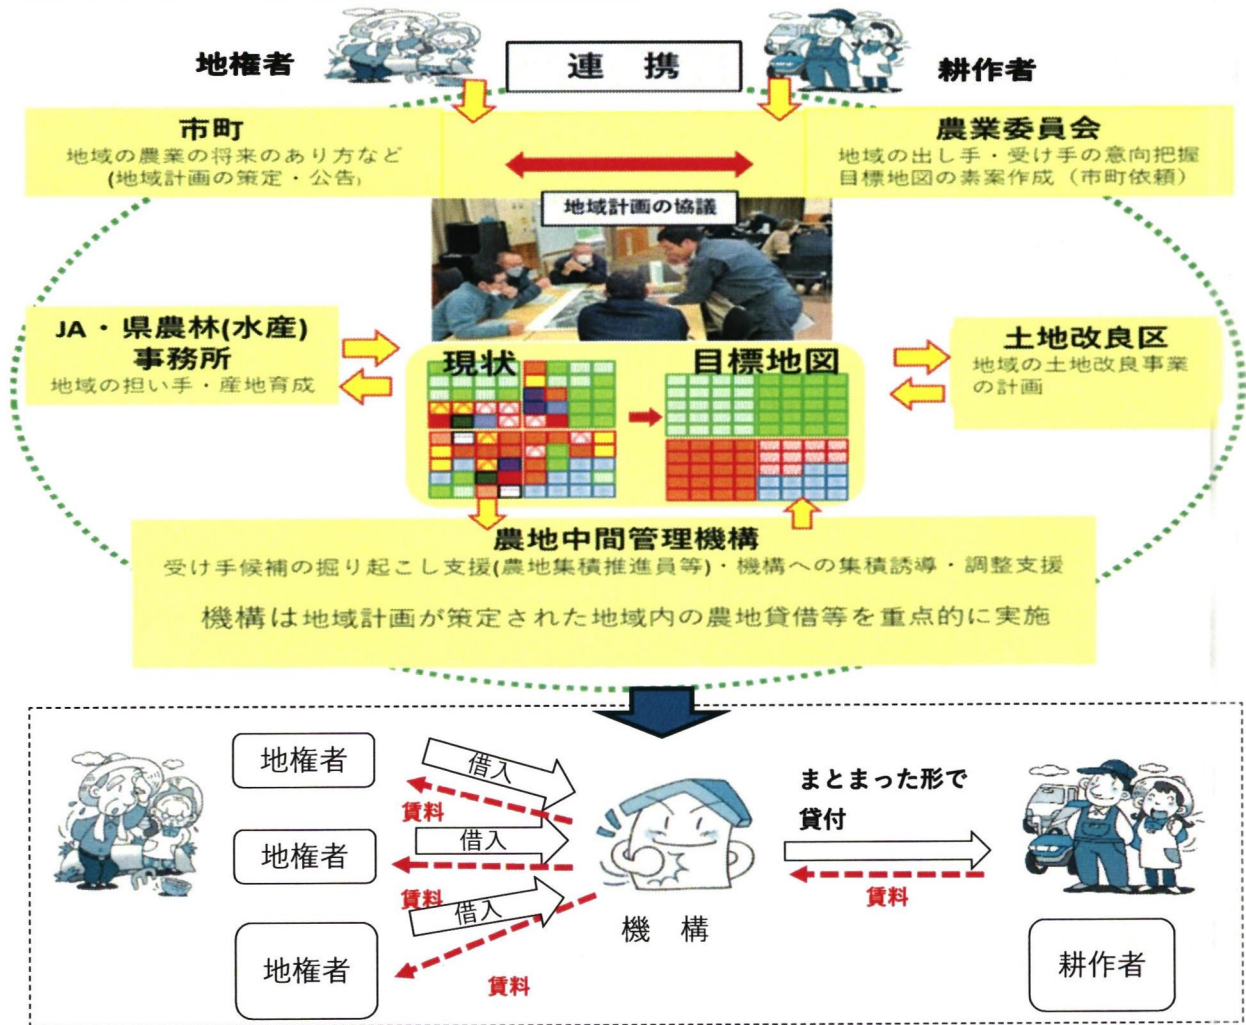 地権者
連　携
耕作者
市町
地域の農業の将来のあり方など
(地域計画の策定・公告)
農業委員会
地域の出し手・受け手の意向把握
目標地図の素案作成（市町依頼）
地域計画の協議
JA・県農林(水産)
事務所
地域の担い手・産地育成
現状
目標地図
土地改良区
地域の土地改良事業
の計画
農地中間管理機構
受け手候補の掘り起こし支援(農地集積推進員等)・機構への集積誘導・調整支援
機構は地域計画が策定された地域内の農地貸借等を重点的に実施
地権者
借入
賃料
地権者
借入
賃料
地権者
借入
賃料
機　構
まとまった形で
貸付
賃料
耕作者